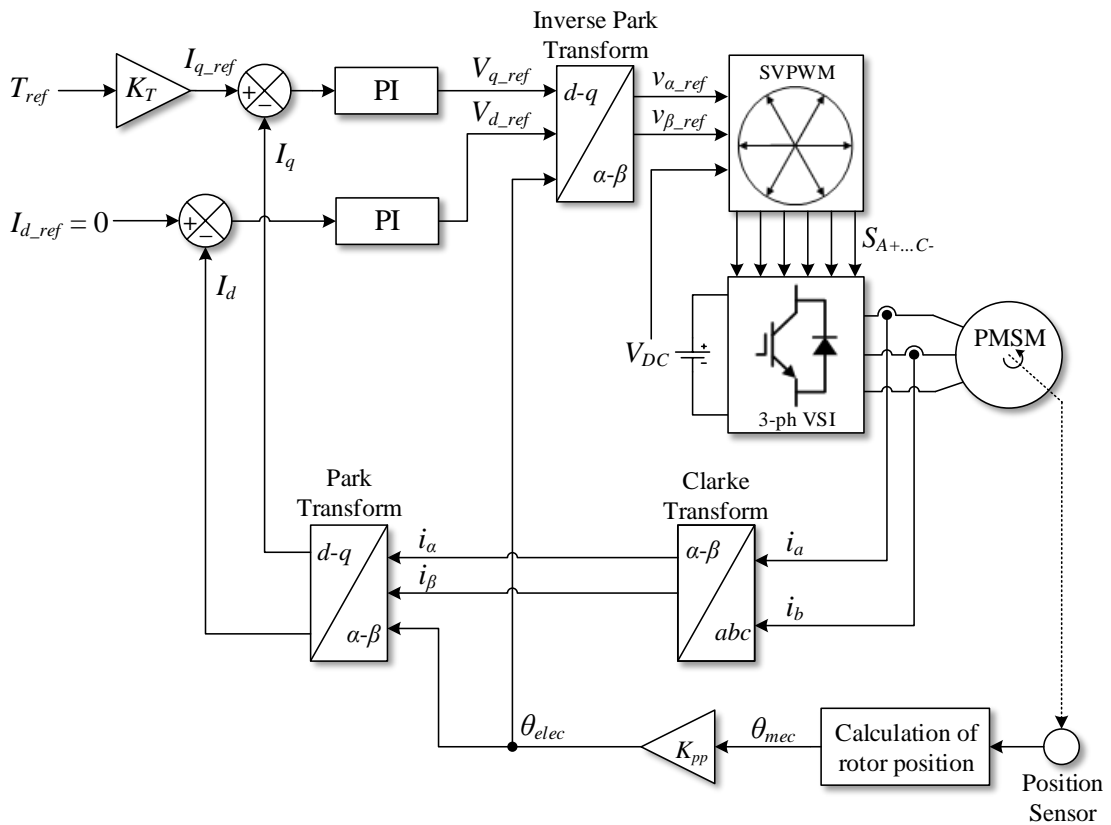 Inverse Park
Transform
T_ref
K_T
I_q_ref
+
−
PI
V_q_ref
V_d_ref
d-q
α-β
v_α_ref
v_β_ref
SVPWM
I_q
I_d_ref = 0
+
−
PI
I_d
S_A+...C-
V_DC
+
-
3-ph VSI
PMSM
Park
Transform
d-q
α-β
i_α
i_β
Clarke
Transform
α-β
abc
i_a
i_b
θ_elec
K_pp
θ_mec
Calculation of
rotor position
Position
Sensor